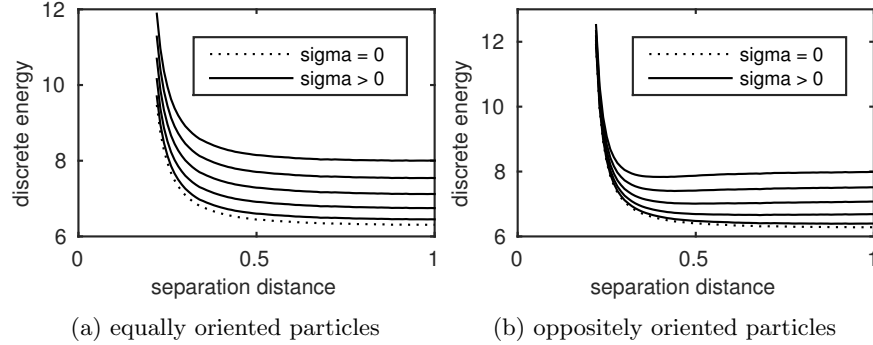 12
10
8
6
discrete energy
sigma = 0
sigma > 0
0
0.5
1
separation distance
(a) equally oriented particles
12
10
8
6
discrete energy
sigma = 0
sigma > 0
0
0.5
1
separation distance
(b) oppositely oriented particles